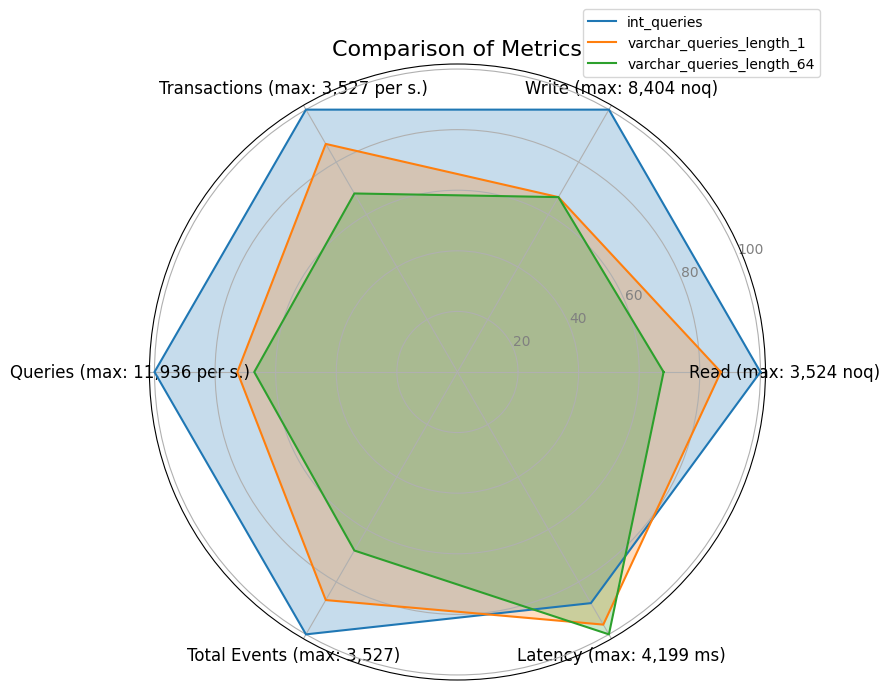 int_queries
varchar_queries_length_1
varchar_queries_length_64
Comparison of Metrics
Transactions (max: 3,527 per s.)
Write (max: 8,404 noq)
100
80
60
40
20
Queries (max: 11,936 per s.)
Read (max: 3,524 noq)
Total Events (max: 3,527)
Latency (max: 4,199 ms)